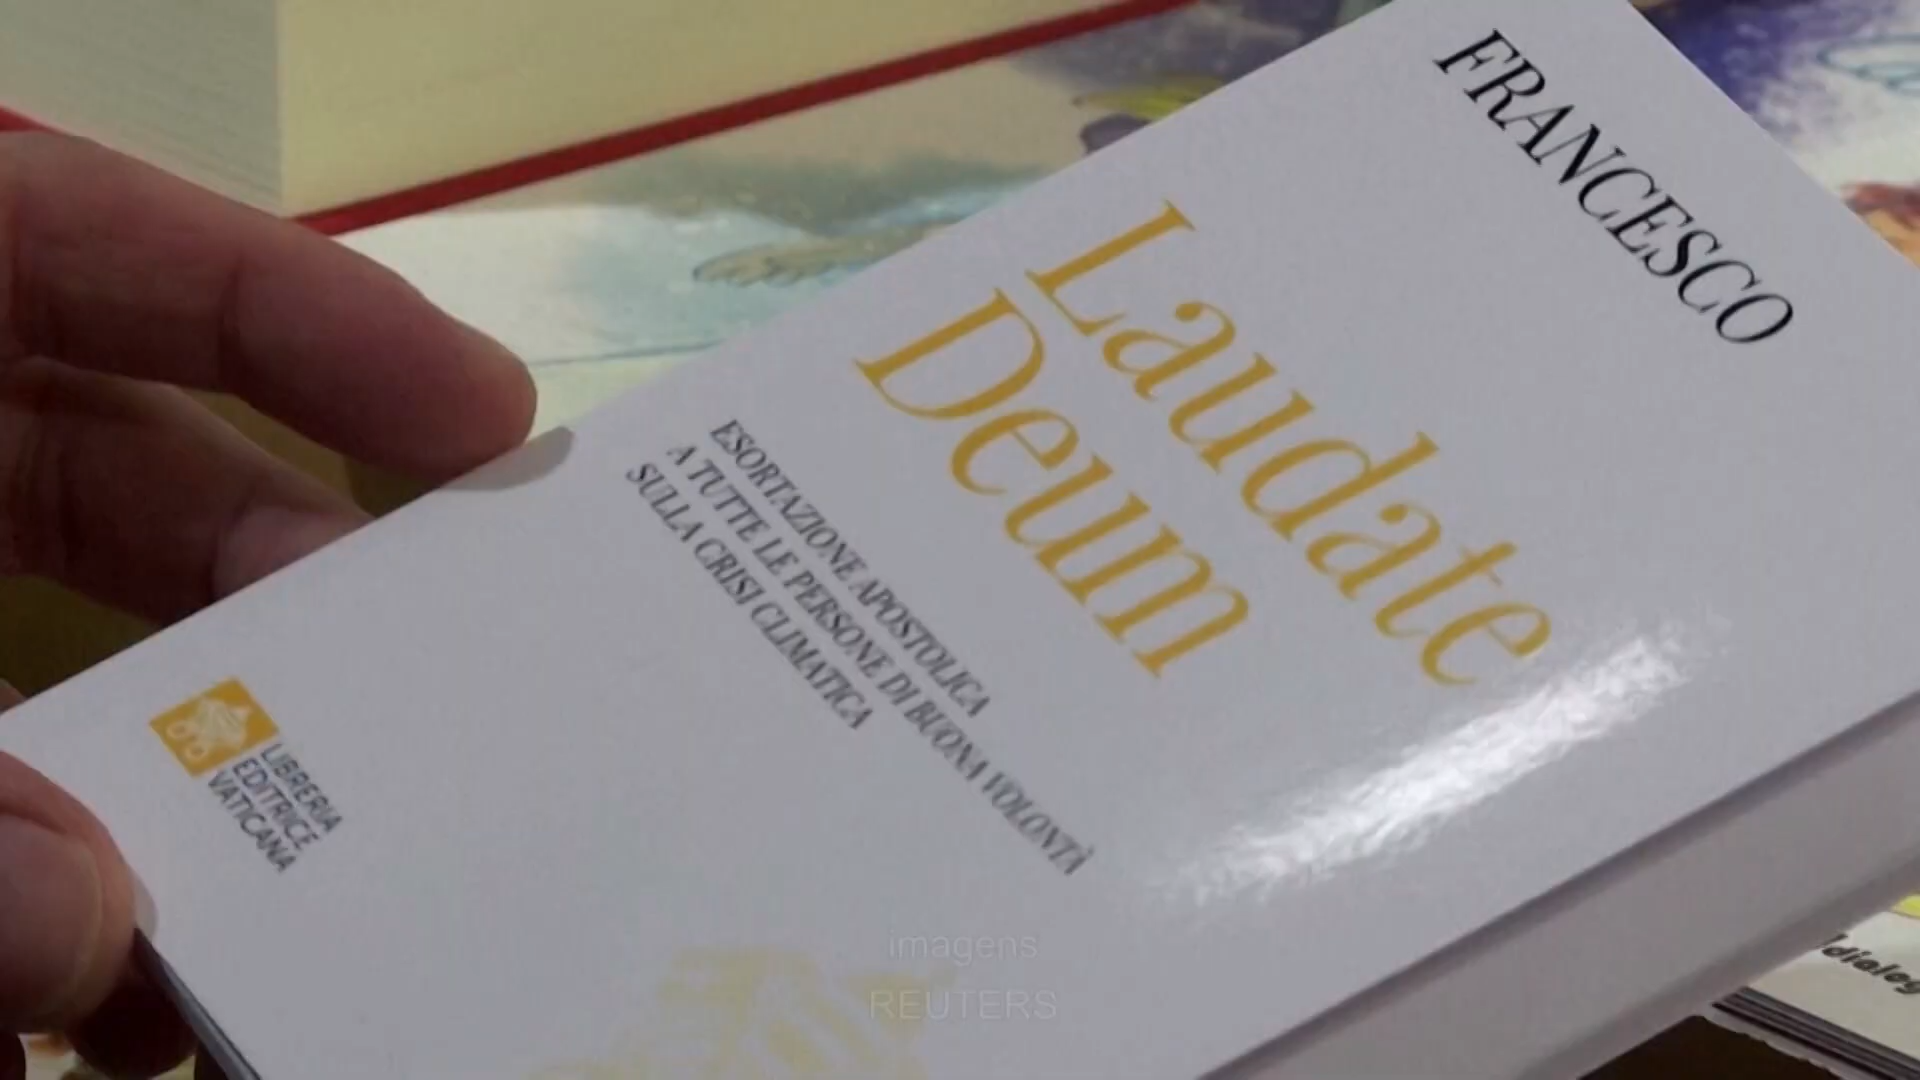 FRANCESCO
Laudate
Deum
ESORTAZIONE APOSTOLICA
A TUTTE LE PERSONE DI BUONA VOLONTÀ
SULLA CRISI CLIMATICA
LIBRERIA
EDITRICE
VATICANA
imagens
REUTERS